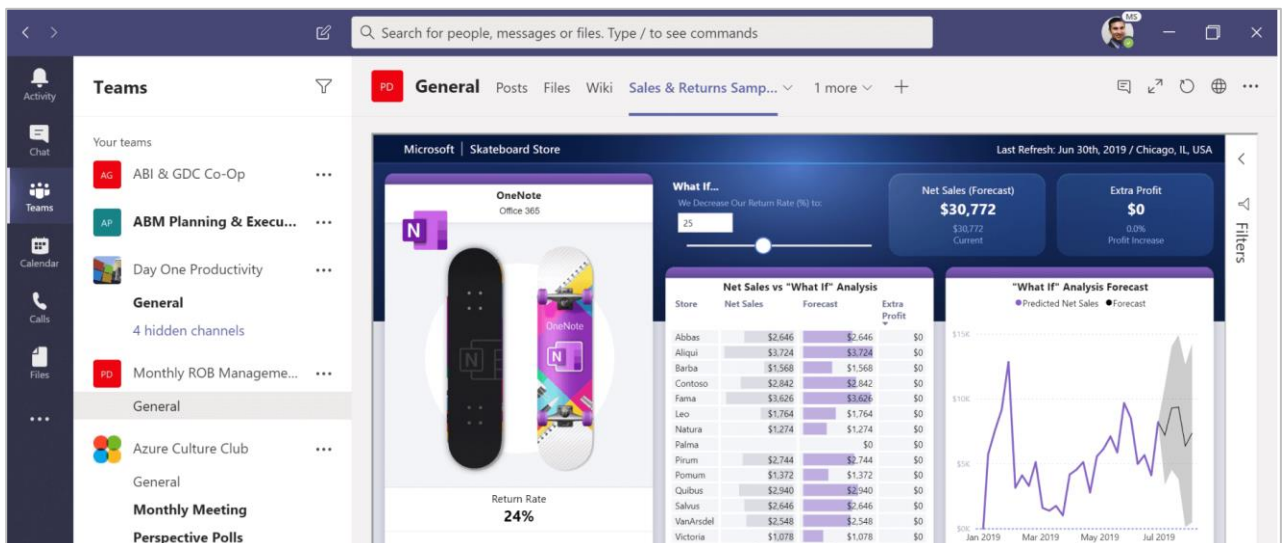 MS
Search for people, messages or files. Type / to see commands
Activity
Chat
Teams
Calendar
Calls
Files
Teams
Your teams
AG ABI & GDC Co-Op
AP ABM Planning & Execu...
Day One Productivity
General
4 hidden channels
PD Monthly ROB Manageme...
General
Azure Culture Club
General
Monthly Meeting
Perspective Polls
PD General Posts Files Wiki Sales & Returns Samp... 1 more
Microsoft | Skateboard Store
Last Refresh: Jun 30th, 2019 / Chicago, IL, USA
OneNote
Office 365
N
N
OneNote
N
Return Rate
24%
What If...
We Decrease Our Return Rate (%) to:
25
Net Sales (Forecast)
$30,772
$30,772
Current
Extra Profit
$0
0.0%
Profit Increase
Filters
Net Sales vs "What If" Analysis
Store Net Sales Forecast Extra Profit
Abbas $2,646 $2,646 $0
Aliqui $3,724 $3,724 $0
Barba $1,568 $1,568 $0
Contoso $2,842 $2,842 $0
Fama $3,626 $3,626 $0
Leo $1,764 $1,764 $0
Natura $1,274 $1,274 $0
Palma $0 $0
Pirum $2,744 $2,744 $0
Pomum $1,372 $1,372 $0
Quibus $2,940 $2,940 $0
Salvus $2,646 $2,646 $0
VanArsdel $2,548 $2,548 $0
Victoria $1,078 $1,078 $0
"What If" Analysis Forecast
Predicted Net Sales Forecast
$15K
$10K
$5K
$0K
Jan 2019 Mar 2019 May 2019 Jul 2019